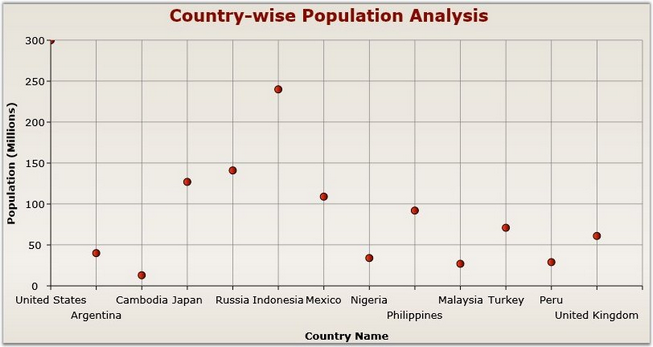 Country-wise Population Analysis
Population (Millions)
300
250
200
150
100
50
0
United States
Argentina
Cambodia
Japan
Russia
Indonesia
Mexico
Nigeria
Philippines
Malaysia
Turkey
Peru
United Kingdom
Country Name